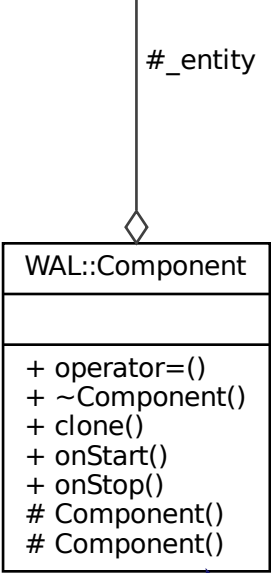 #_entity
WAL::Component
+ operator=()
+ ~Component()
+ clone()
+ onStart()
+ onStop()
# Component()
# Component()